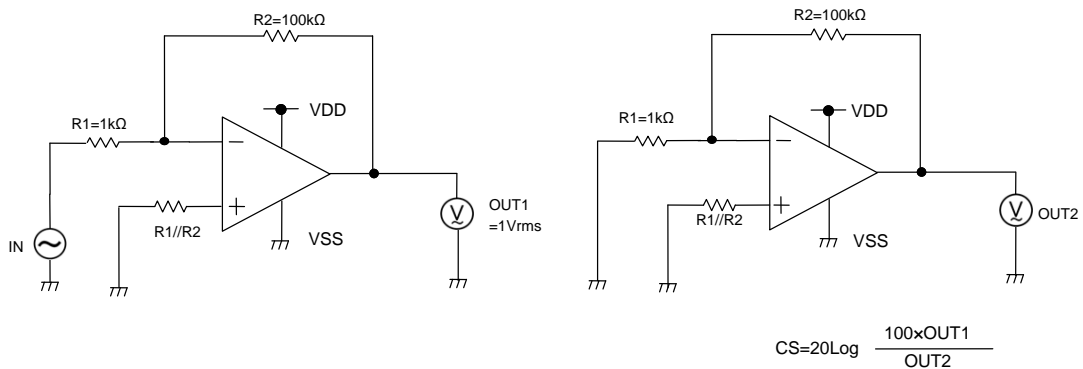 R2=100kΩ
VDD
R1=1kΩ
−
+
R1//R2
VSS
IN
V
OUT1
=1Vrms
R2=100kΩ
VDD
R1=1kΩ
−
+
R1//R2
VSS
V
OUT2
CS=20Log 100×OUT1
OUT2